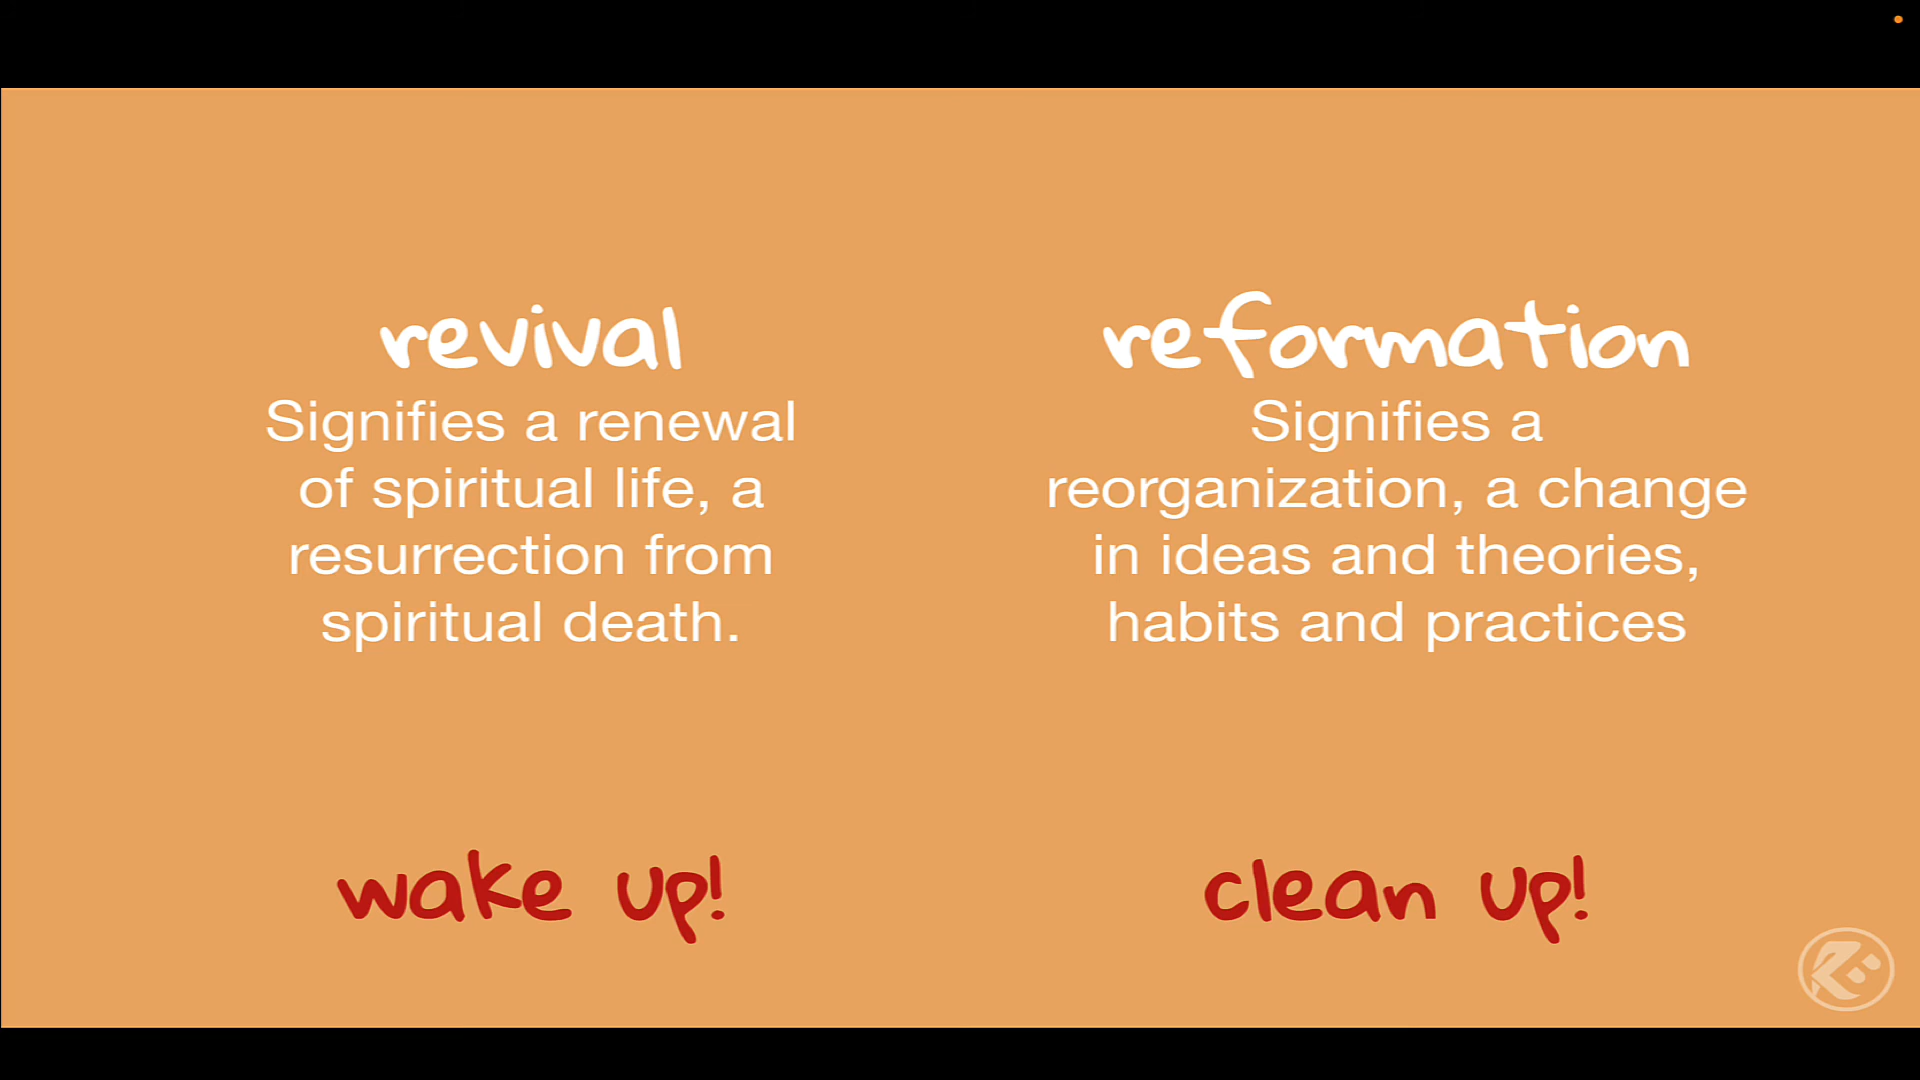 revival
Signifies a renewal
of spiritual life, a
resurrection from
spiritual death.
wake up!
reformation
Signifies a
reorganization, a change
in ideas and theories,
habits and practices
clean up!